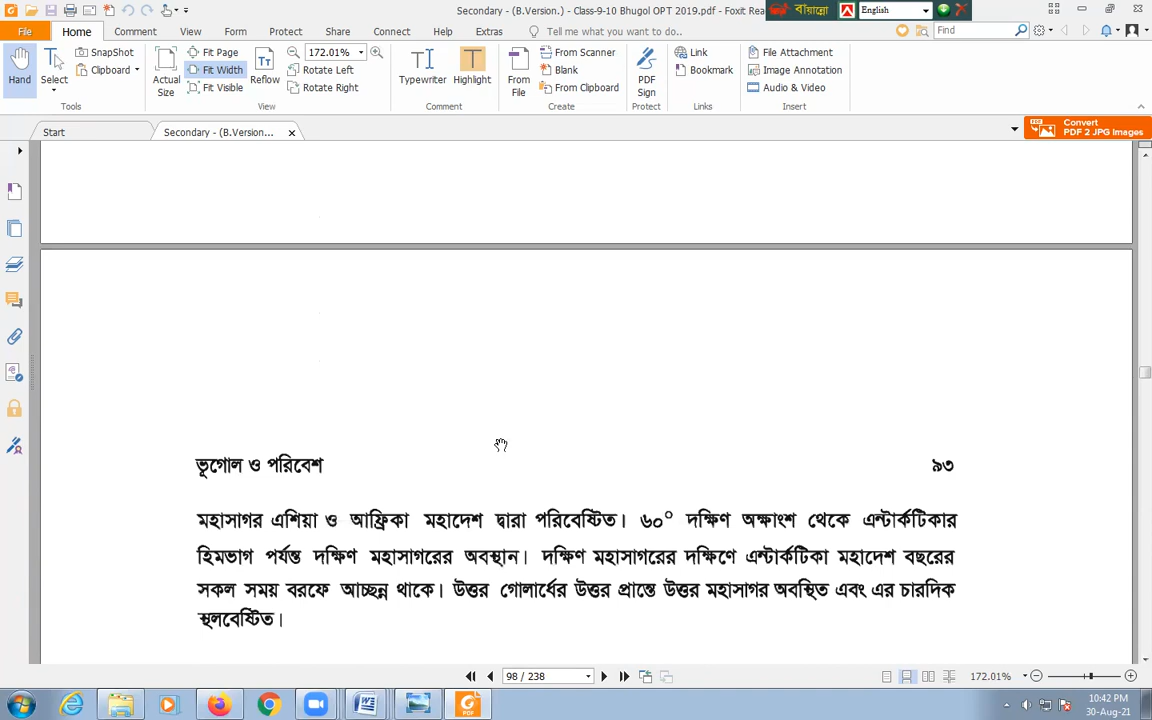 Secondary - (B.Version.) - Class-9-10 Bhugol OPT 2019.pdf - Foxit Rea
বায়ান্নো
English
File Home Comment View Form Protect Share Connect Help Extras Tell me what you want to do.. Find
Hand
Select
SnapShot
Clipboard
Tools
Actual Size
Fit Page
Fit Width
Fit Visible
Reflow
172.01%
Rotate Left
Rotate Right
View
Typewriter
Highlight
Comment
From File
From Scanner
Blank
From Clipboard
Create
PDF Sign
Protect
Link
Bookmark
Links
File Attachment
Image Annotation
Audio & Video
Insert
Start
Secondary - (B.Version...
Convert
PDF 2 JPG Images
ভূগোল ও পরিবেশ ৯৩
মহাসাগর এশিয়া ও আফ্রিকা মহাদেশ দ্বারা পরিবেষ্টিত। ৬০° দক্ষিণ অক্ষাংশ থেকে এন্টার্কটিকার
হিমভাগ পর্যন্ত দক্ষিণ মহাসাগরের অবস্থান। দক্ষিণ মহাসাগরের দক্ষিণে এন্টার্কটিকা মহাদেশ বছরের
সকল সময় বরফে আচ্ছন্ন থাকে। উত্তর গোলার্ধের উত্তর প্রান্তে উত্তর মহাসাগর অবস্থিত এবং এর চারদিক
স্থলবেষ্টিত।
98 / 238
172.01%
10:42 PM
30-Aug-21